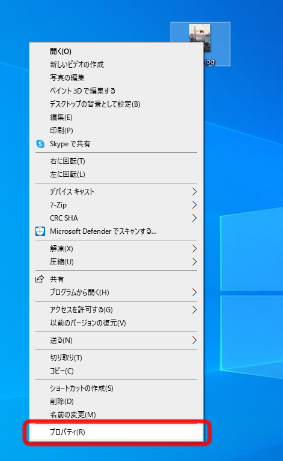 .jpg
開く(O)
新しいビデオの作成
写真の編集
ペイント 3D で編集する
デスクトップの背景として設定(B)
編集(E)
印刷(P)
Skype で共有
右に回転(T)
左に回転(L)
デバイス キャスト
7-Zip
CRC SHA
Microsoft Defender でスキャンする...
解凍(X)
圧縮(U)
共有
プログラムから開く(H)
アクセスを許可する(G)
以前のバージョンの復元(V)
送る(N)
切り取り(T)
コピー(C)
ショートカットの作成(S)
削除(D)
名前の変更(M)
プロパティ(R)